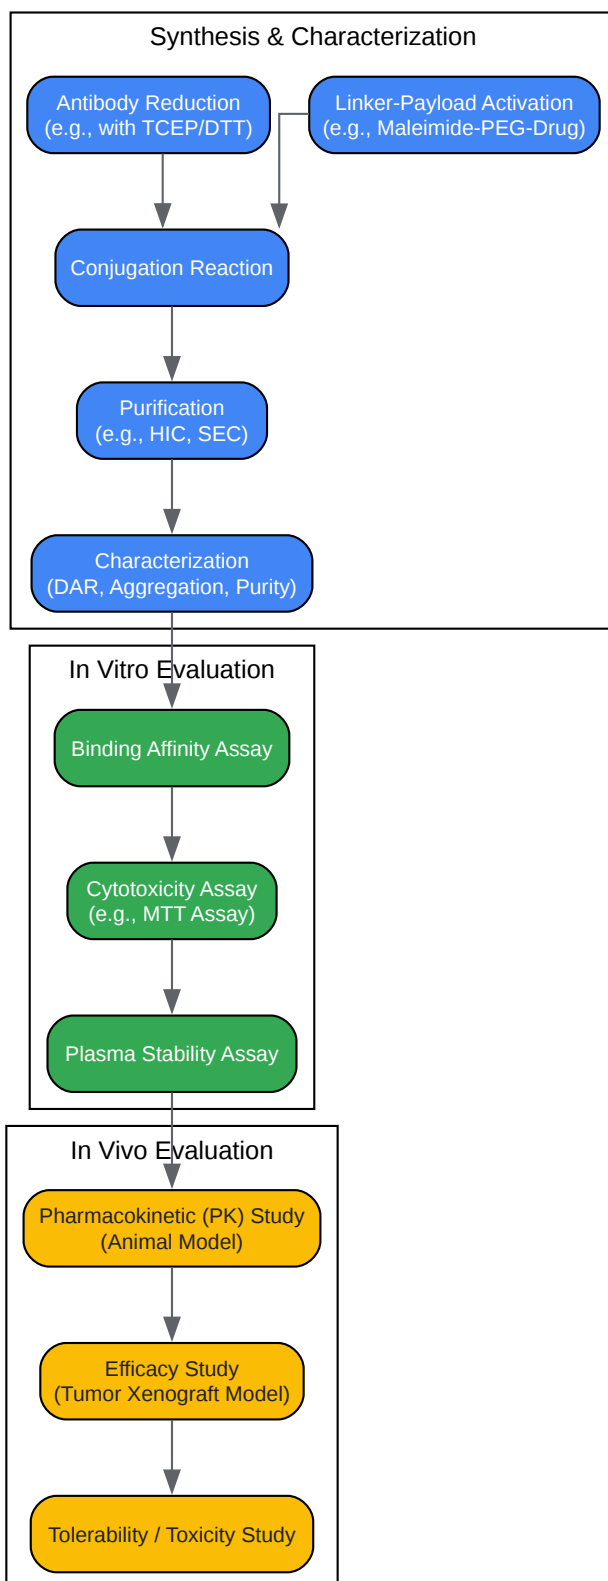 Synthesis & Characterization
Antibody Reduction
(e.g., with TCEP/DTT)
Linker-Payload Activation
(e.g., Maleimide-PEG-Drug)
Conjugation Reaction
Purification
(e.g., HIC, SEC)
Characterization
(DAR, Aggregation, Purity)
In Vitro Evaluation
Binding Affinity Assay
Cytotoxicity Assay
(e.g., MTT Assay)
Plasma Stability Assay
In Vivo Evaluation
Pharmacokinetic (PK) Study
(Animal Model)
Efficacy Study
(Tumor Xenograft Model)
Tolerability / Toxicity Study